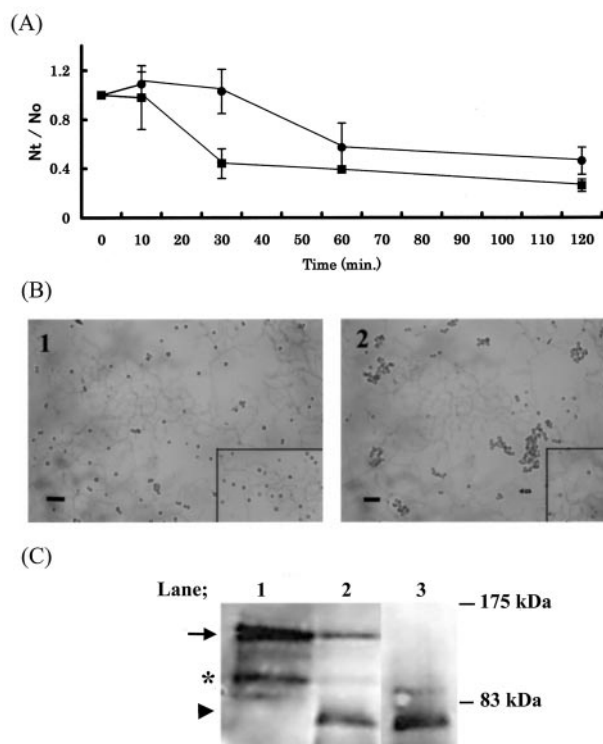 (A)
1.2
0.8
0.4
0
Nt / No
0 10 20 30 40 50 60 70 80 90 100 110 120
Time (min.)
(B)
1
2
(C)
Lane; 1 2 3
175 kDa
*
83 kDa